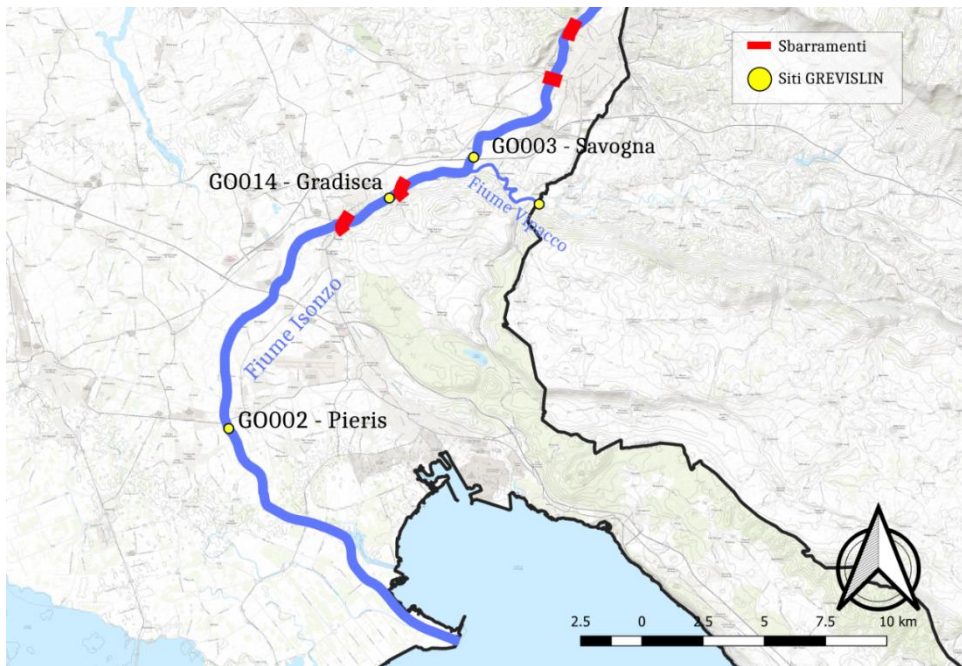 Sbarramenti
Siti GREVISLIN
GO003 - Savogna
GO014 - Gradisca
Fiume Vipacco
Fiume Isonzo
GO002 - Pieris
2.5 0 2.5 5 7.5 10 km